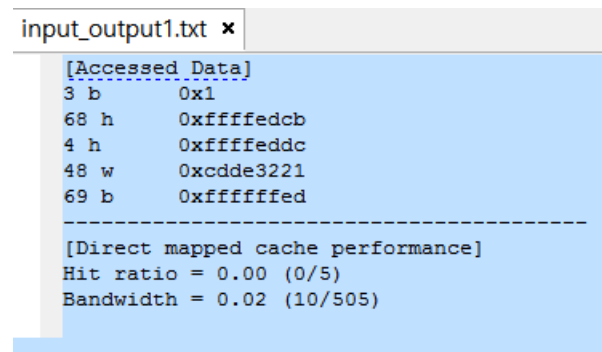 input_output1.txt ×
[Accessed Data]
3 b 0x1
68 h 0xffffedcb
4 h 0xffffeddc
48 w 0xcdde3221
69 b 0xffffffed
-----------------------------------------
[Direct mapped cache performance]
Hit ratio = 0.00 (0/5)
Bandwidth = 0.02 (10/505)